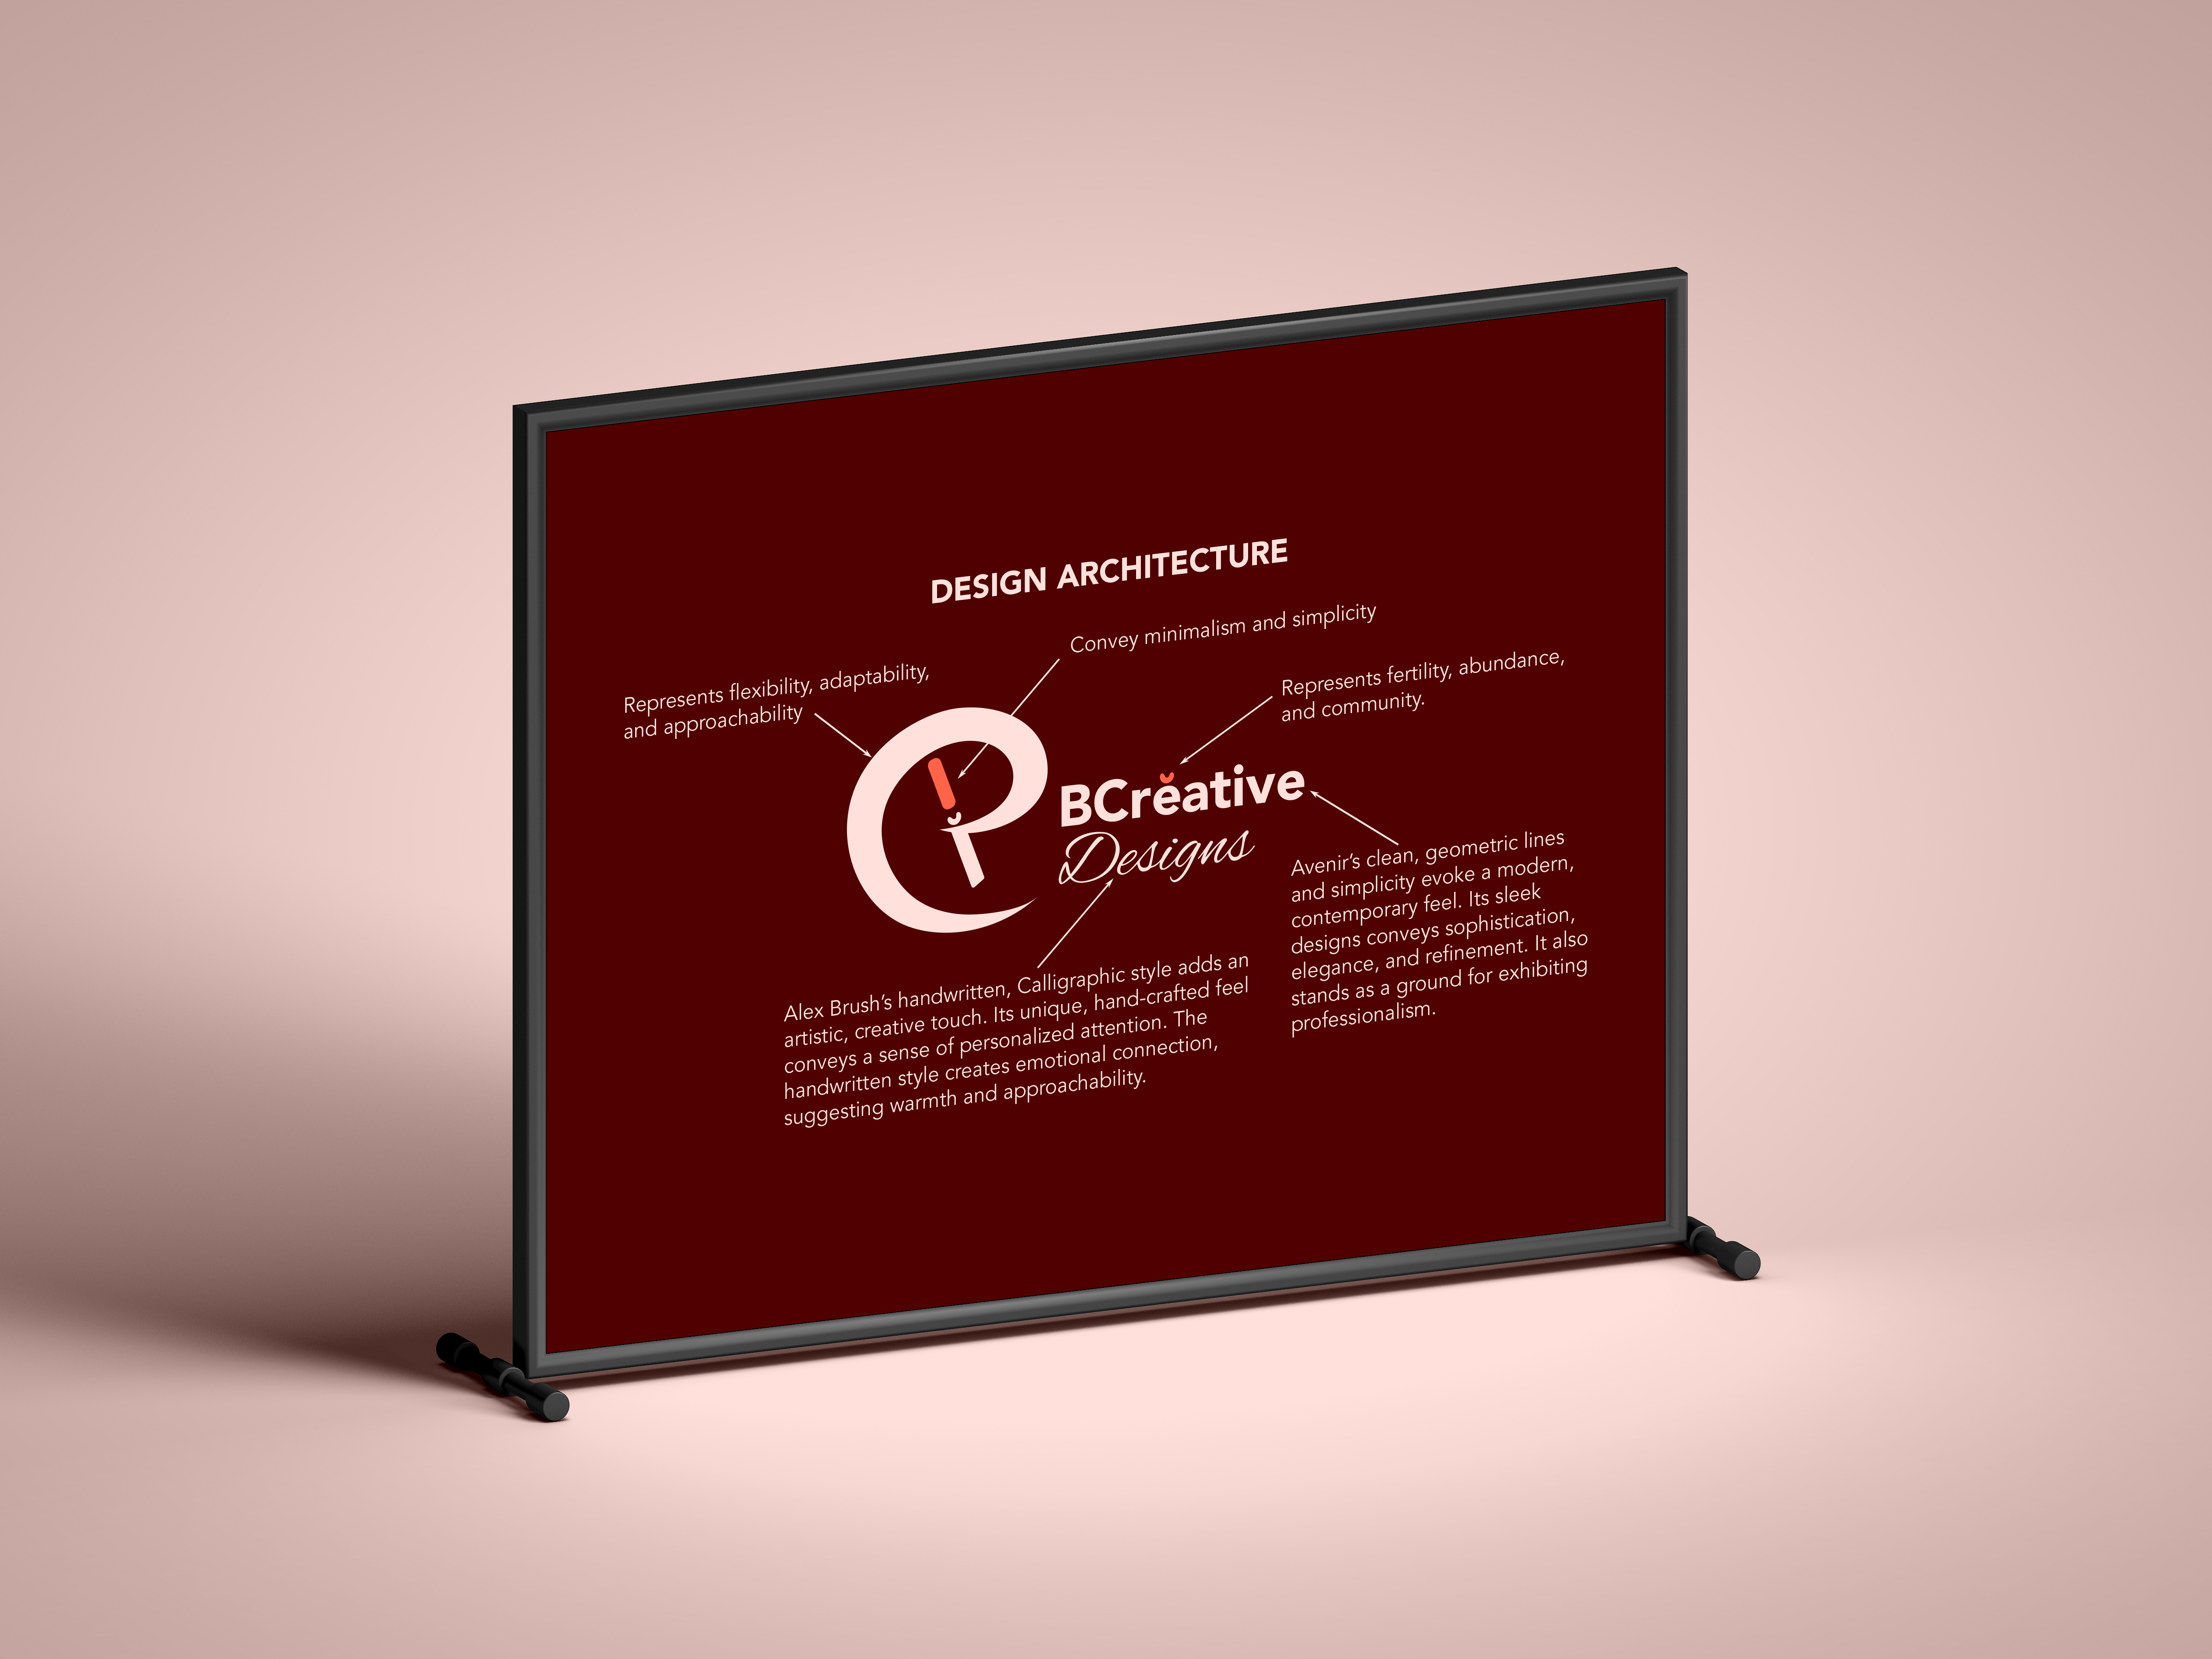 DESIGN ARCHITECTURE
Convey minimalism and simplicity
Represents flexibility, adaptability,
and approachability
Represents fertility, abundance,
and community.
BCrĕative
Designs
Avenir’s clean, geometric lines
and simplicity evoke a modern,
contemporary feel. Its sleek
designs conveys sophistication,
elegance, and refinement. It also
stands as a ground for exhibiting
professionalism.
Alex Brush’s handwritten, Calligraphic style adds an
artistic, creative touch. Its unique, hand-crafted feel
conveys a sense of personalized attention. The
handwritten style creates emotional connection,
suggesting warmth and approachability.